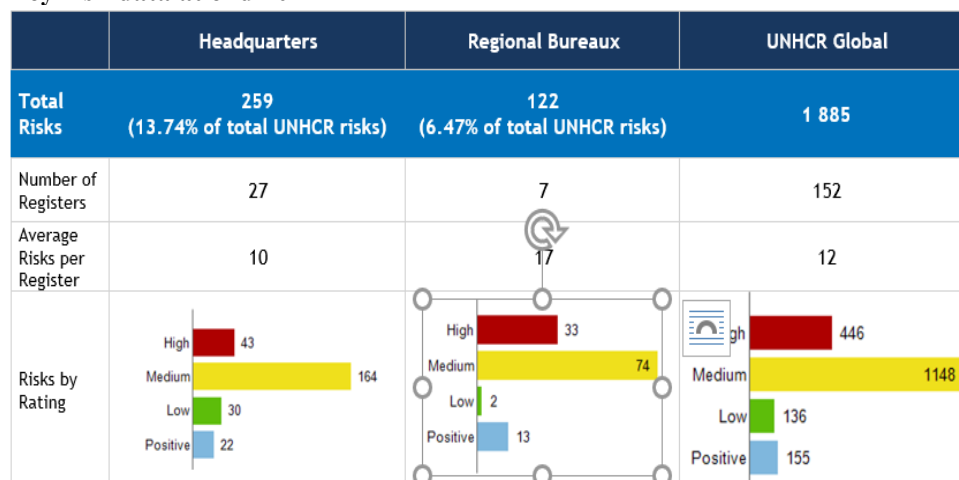 Headquarters
Regional Bureaux
UNHCR Global
Total
Risks
259
(13.74% of total UNHCR risks)
122
(6.47% of total UNHCR risks)
1 885
Number of
Registers
27
7
152
Average
Risks per
Register
10
17
12
Risks by
Rating
High 43
Medium 164
Low 30
Positive 22
High 33
Medium 74
Low 2
Positive 13
gh 446
Medium 1148
Low 136
Positive 155